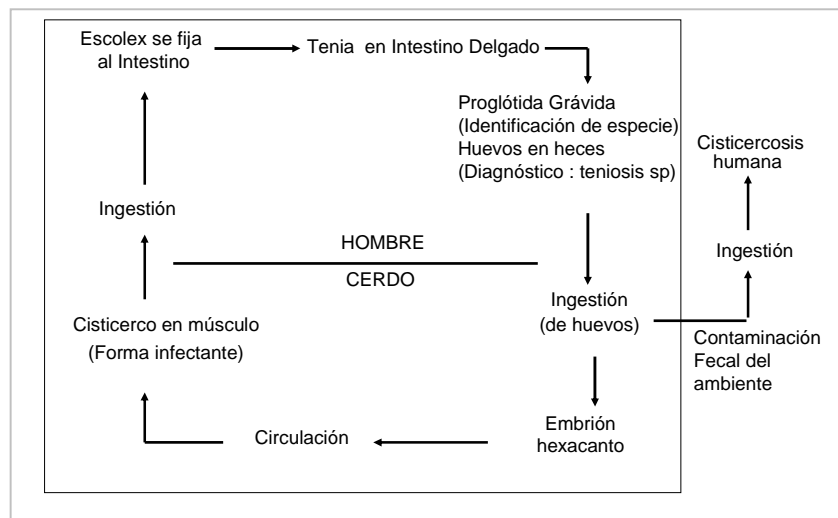 Escolex se fija
al Intestino
Tenia en Intestino Delgado
Proglótida Grávida
(Identificación de especie)
Huevos en heces
(Diagnóstico : teniosis sp)
Cisticercosis
humana
Ingestión
Ingestión
HOMBRE
CERDO
Ingestión
(de huevos)
Cisticerco en músculo
(Forma infectante)
Contaminación
Fecal del
ambiente
Embrión
hexacanto
Circulación